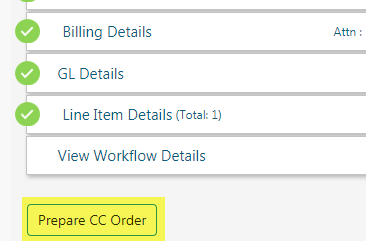 Billing Details Attn :
GL Details
Line Item Details (Total: 1)
View Workflow Details
Prepare CC Order